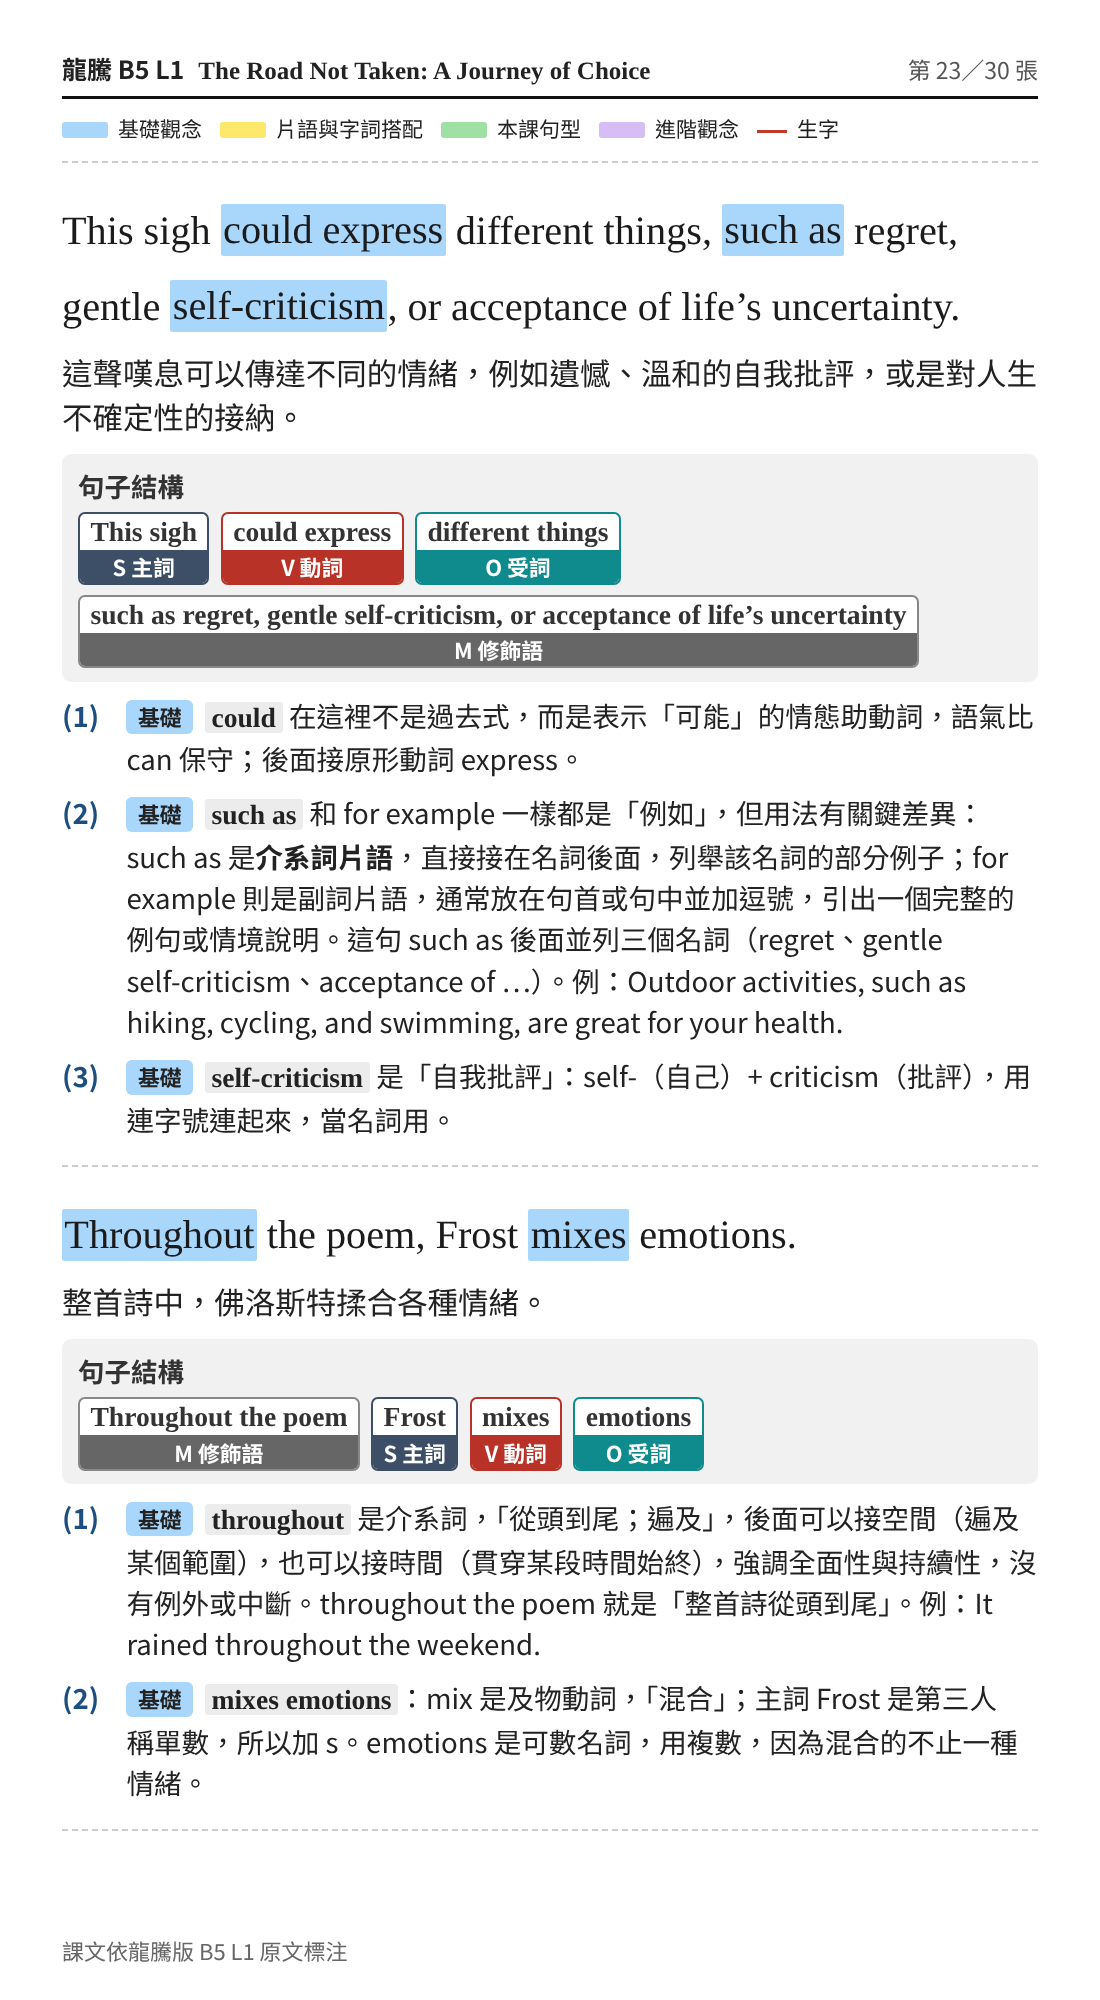 龍騰 B5 L1 The Road Not Taken: A Journey of Choice 第 23／30 張
基礎觀念 片語與字詞搭配 本課句型 進階觀念 生字
This sigh could express different things, such as regret,
gentle self-criticism, or acceptance of life’s uncertainty.
這聲嘆息可以傳達不同的情緒，例如遺憾、溫和的自我批評，或是對人生
不確定性的接納。
句子結構
This sigh could express different things
S 主詞 V 動詞 O 受詞
such as regret, gentle self-criticism, or acceptance of life’s uncertainty
M 修飾語
(1) 基礎 could 在這裡不是過去式，而是表示「可能」的情態助動詞，語氣比
can 保守；後面接原形動詞 express。
(2) 基礎 such as 和 for example 一樣都是「例如」，但用法有關鍵差異：
such as 是介系詞片語，直接接在名詞後面，列舉該名詞的部分例子；for
example 則是副詞片語，通常放在句首或句中並加逗號，引出一個完整的
例句或情境說明。這句 such as 後面並列三個名詞（regret、gentle
self-criticism、acceptance of …）。例：Outdoor activities, such as
hiking, cycling, and swimming, are great for your health.
(3) 基礎 self-criticism 是「自我批評」：self-（自己）+ criticism（批評），用
連字號連起來，當名詞用。
Throughout the poem, Frost mixes emotions.
整首詩中，佛洛斯特揉合各種情緒。
句子結構
Throughout the poem Frost mixes emotions
M 修飾語 S 主詞 V 動詞 O 受詞
(1) 基礎 throughout 是介系詞，「從頭到尾；遍及」，後面可以接空間（遍及
某個範圍），也可以接時間（貫穿某段時間始終），強調全面性與持續性，沒
有例外或中斷。throughout the poem 就是「整首詩從頭到尾」。例：It
rained throughout the weekend.
(2) 基礎 mixes emotions：mix 是及物動詞，「混合」；主詞 Frost 是第三人
稱單數，所以加 s。emotions 是可數名詞，用複數，因為混合的不止一種
情緒。
課文依龍騰版 B5 L1 原文標注